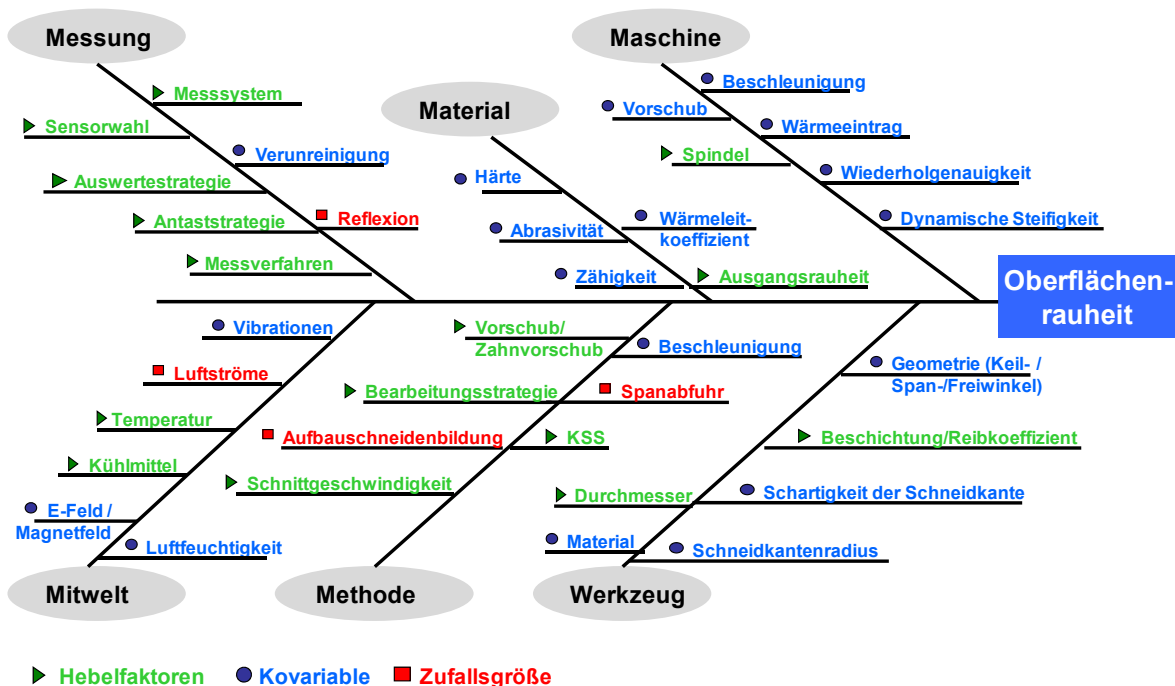 Messung
Maschine
Messsystem
Beschleunigung
Material
Vorschub
Sensorwahl
Wärmeeintrag
Verunreinigung
Spindel
Härte
Wiederholgenauigkeit
Auswertestrategie
Antaststrategie
Reflexion
Abrasivität
Wärmeleit-
koeffizient
Dynamische Steifigkeit
Messverfahren
Zähigkeit
Ausgangsrauheit
Oberflächen-
rauheit
Vibrationen
Vorschub/
Zahnvorschub
Beschleunigung
Geometrie (Keil- /
Span-/Freiwinkel)
Luftströme
Bearbeitungsstrategie
Spanabfuhr
Temperatur
Aufbauschneidenbildung
KSS
Beschichtung/Reibkoeffizient
Kühlmittel
Schnittgeschwindigkeit
Durchmesser
Schartigkeit der Schneidkante
E-Feld /
Magnetfeld
Luftfeuchtigkeit
Material
Schneidkantenradius
Mitwelt
Methode
Werkzeug
Hebelfaktoren
Kovariable
Zufallsgröße